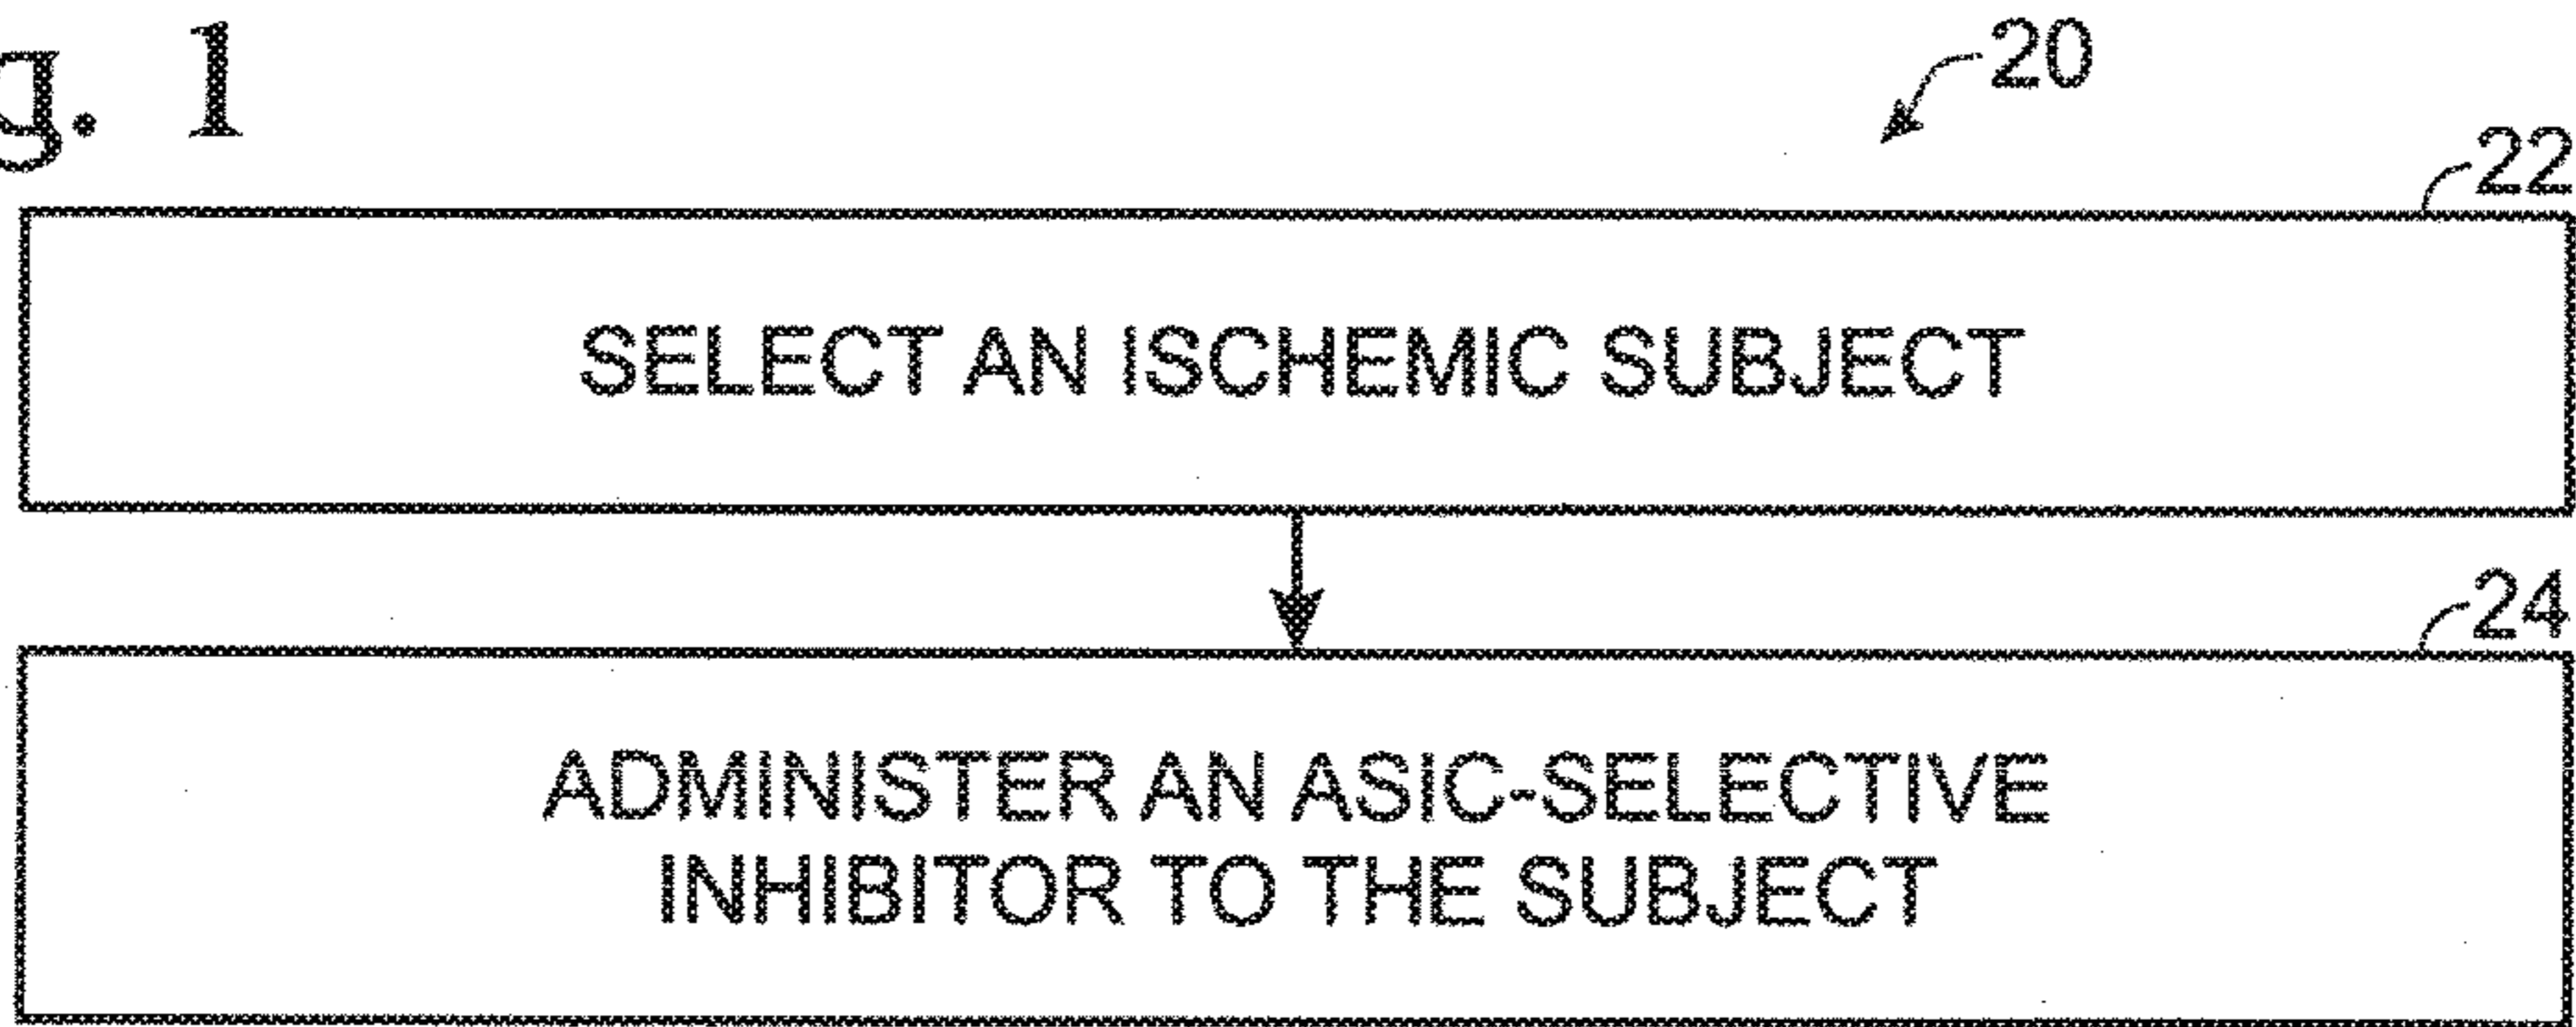 g. 1
20
22
SELECT AN ISCHEMIC SUBJECT
24
ADMINISTER AN ASIC-SELECTIVE
INHIBITOR TO THE SUBJECT